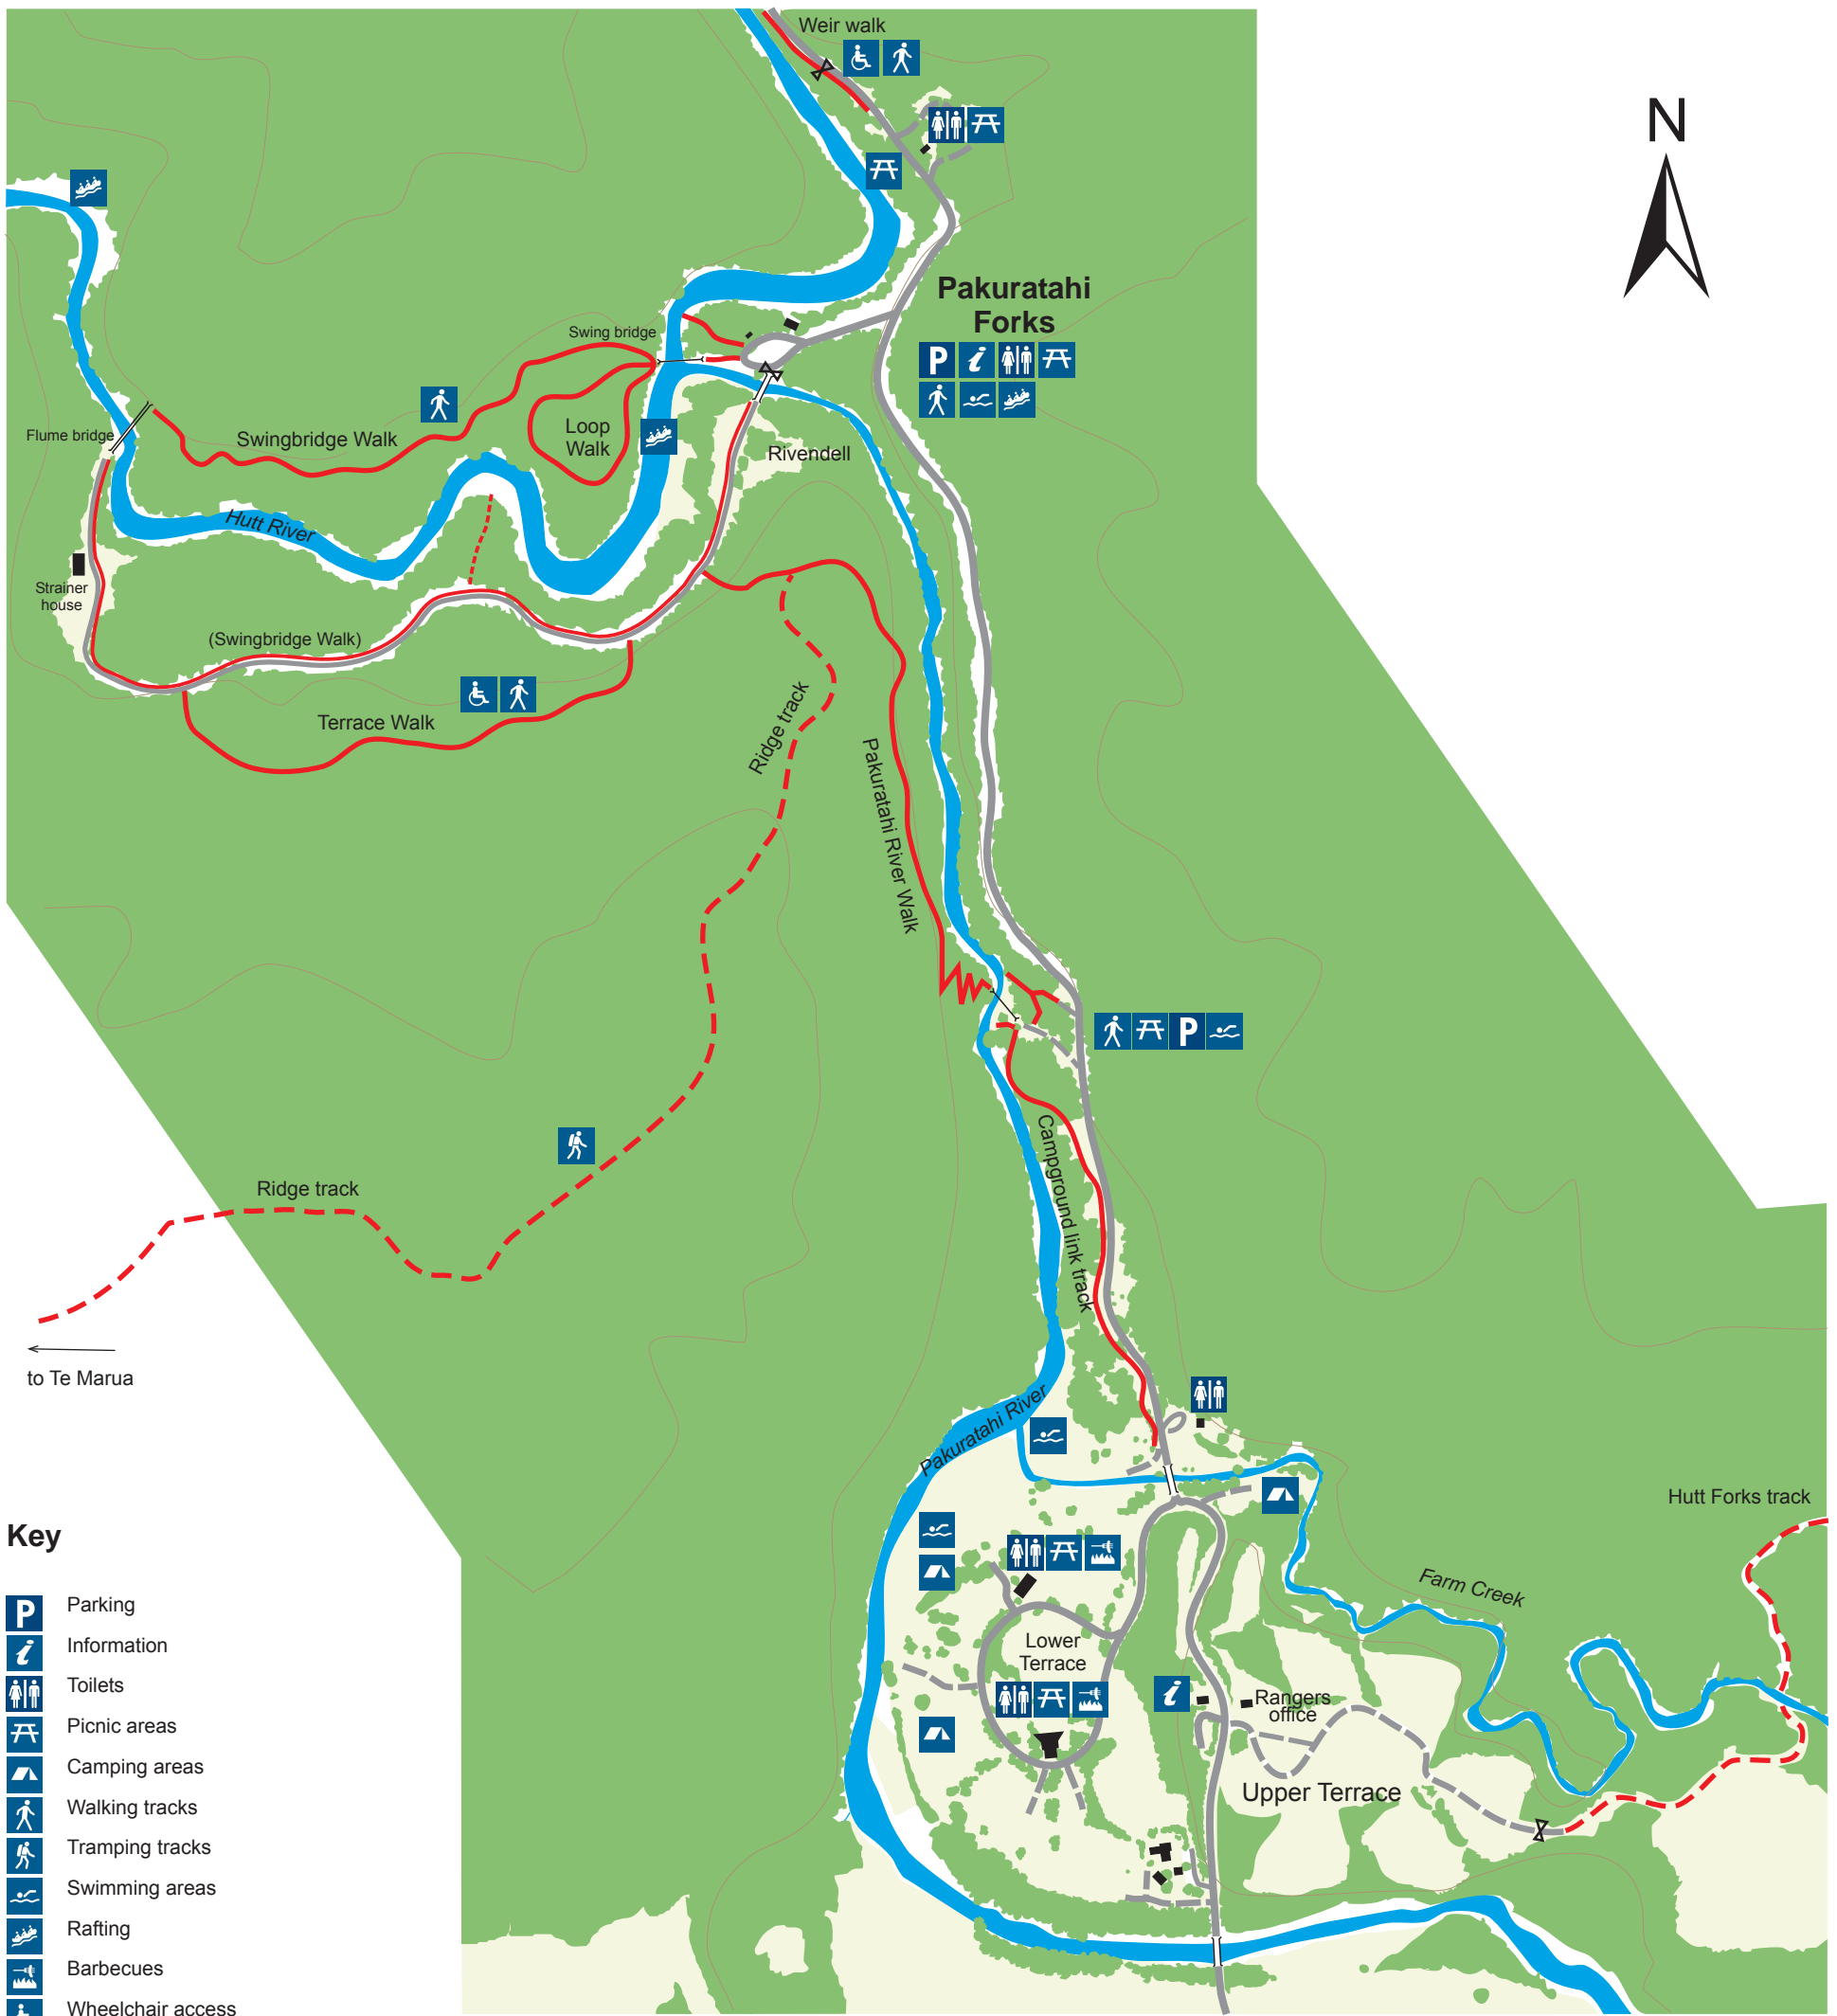 Weir walk
N
Pakuratahi
Forks
Swing bridge
Loop
Walk
Rivendell
Swingbridge Walk
Flume bridge
Hutt River
Strainer
house
(Swingbridge Walk)
Terrace Walk
Ridge track
Pakuratahi River Walk
Campground link track
Ridge track
to Te Marua
Pakuratahi River
Hutt Forks track
Farm Creek
Lower
Terrace
Rangers
office
Upper Terrace
Key
P Parking
i Information
Toilets
Picnic areas
Camping areas
Walking tracks
Tramping tracks
Swimming areas
Rafting
Barbecues
Wheelchair access
P i
P
i